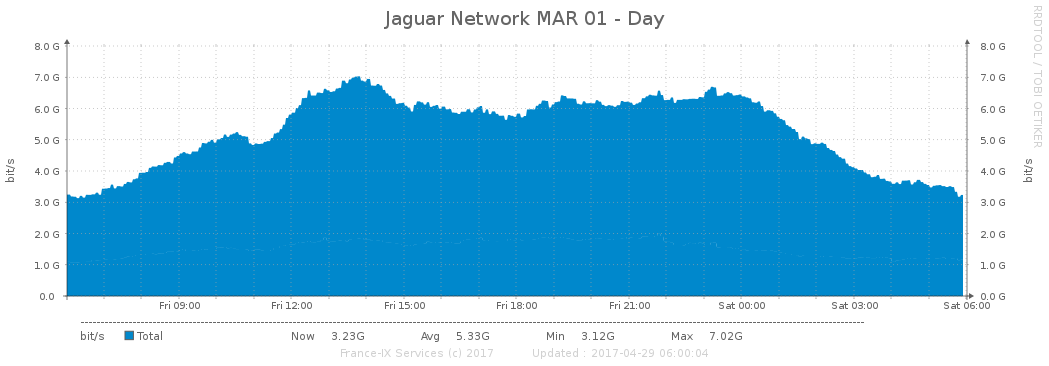 Jaguar Network MAR 01 - Day
RRDTOOL / TOBI OETIKER
bit/s
8.0 G
7.0 G
6.0 G
5.0 G
4.0 G
3.0 G
2.0 G
1.0 G
0.0
8.0 G
7.0 G
6.0 G
5.0 G
4.0 G
3.0 G
2.0 G
1.0 G
0.0 G
bit/s
Fri 09:00 Fri 12:00 Fri 15:00 Fri 18:00 Fri 21:00 Sat 00:00 Sat 03:00 Sat 06:00
bit/s Total Now 3.23G Avg 5.33G Min 3.12G Max 7.02G
France-IX Services (c) 2017 Updated : 2017-04-29 06:00:04